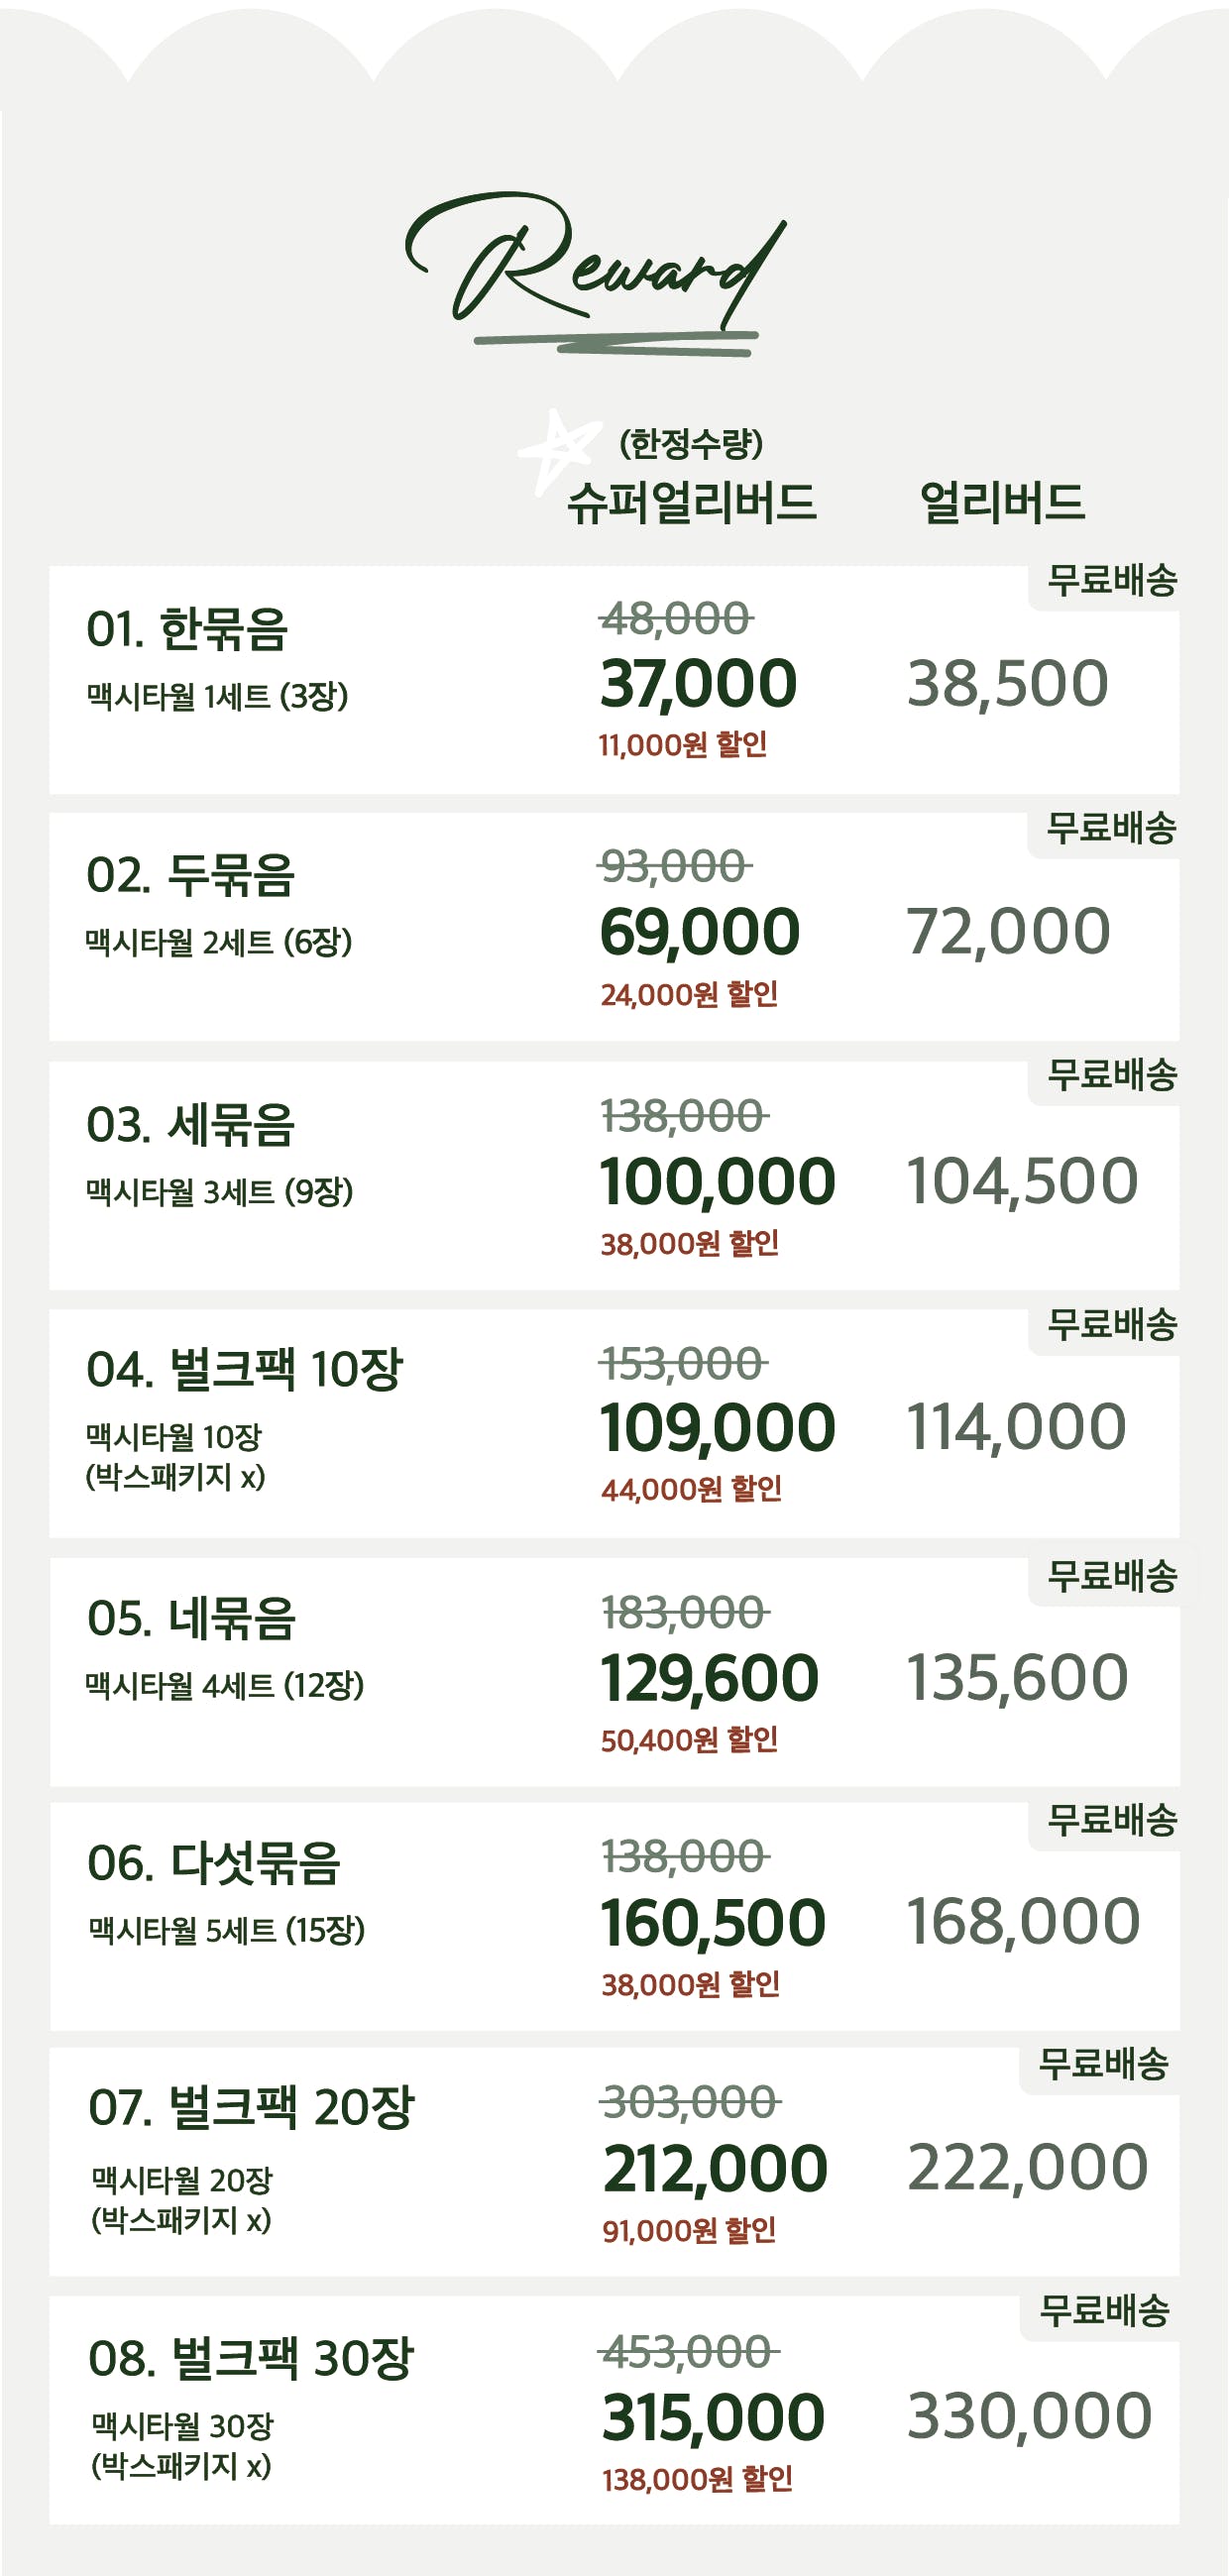 Reward
(한정수량)
슈퍼얼리버드 얼리버드
무료배송
01. 한묶음
맥시타월 1세트 (3장)
48,000
37,000
11,000원 할인
38,500
무료배송
02. 두묶음
맥시타월 2세트 (6장)
93,000
69,000
24,000원 할인
72,000
무료배송
03. 세묶음
맥시타월 3세트 (9장)
138,000
100,000
38,000원 할인
104,500
무료배송
04. 벌크팩 10장
맥시타월 10장
(박스패키지 x)
153,000
109,000
44,000원 할인
114,000
무료배송
05. 네묶음
맥시타월 4세트 (12장)
183,000
129,600
50,400원 할인
135,600
무료배송
06. 다섯묶음
맥시타월 5세트 (15장)
138,000
160,500
38,000원 할인
168,000
무료배송
07. 벌크팩 20장
맥시타월 20장
(박스패키지 x)
303,000
212,000
91,000원 할인
222,000
무료배송
08. 벌크팩 30장
맥시타월 30장
(박스패키지 x)
453,000
315,000
138,000원 할인
330,000